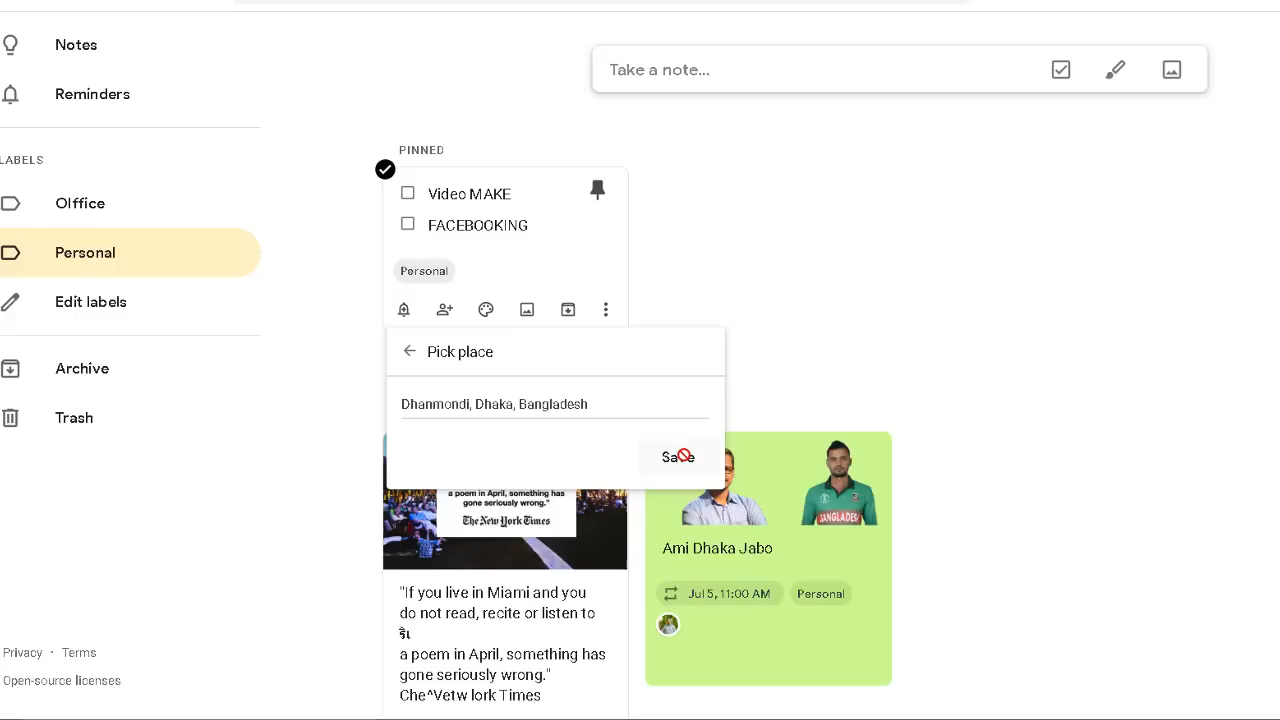 Notes
Take a note...
Reminders
LABELS
PINNED
Video MAKE
OIffice
FACEBOOKING
Personal
Personal
Edit labels
Pick place
Archive
Dhanmondi, Dhaka, Bangladesh
Trash
Save
a poem in April, something has
gone seriously wrong."
The New York Times
BANGLADESH
Ami Dhaka Jabo
"If you live in Miami and you
do not read, recite or listen to
Jul 5, 11:00 AM
Personal
a poem in April, something has
gone seriously wrong."
Che^Vetw lork Times
Privacy · Terms
Open-source licenses